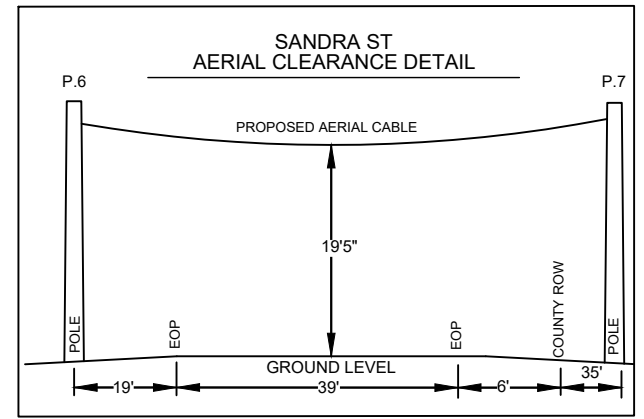 SANDRA ST
AERIAL CLEARANCE DETAIL
P.6
P.7
PROPOSED AERIAL CABLE
19'5"
POLE
EOP
EOP
COUNTY ROW
POLE
GROUND LEVEL
19'
39'
6'
35'